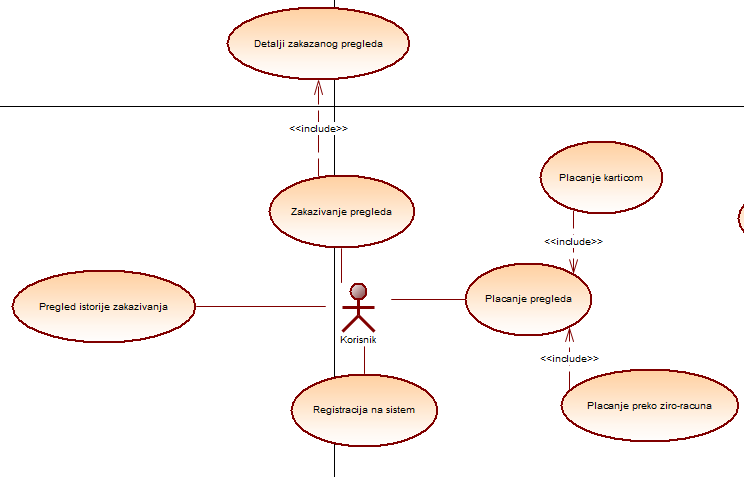 Detalji zakazanog pregleda
<<include>>
Placanje karticom
Zakazivanje pregleda
<<include>>
Placanje pregleda
Pregled istorije zakazivanja
Korisnik
<<include>>
Placanje preko ziro-racuna
Registracija na sistem